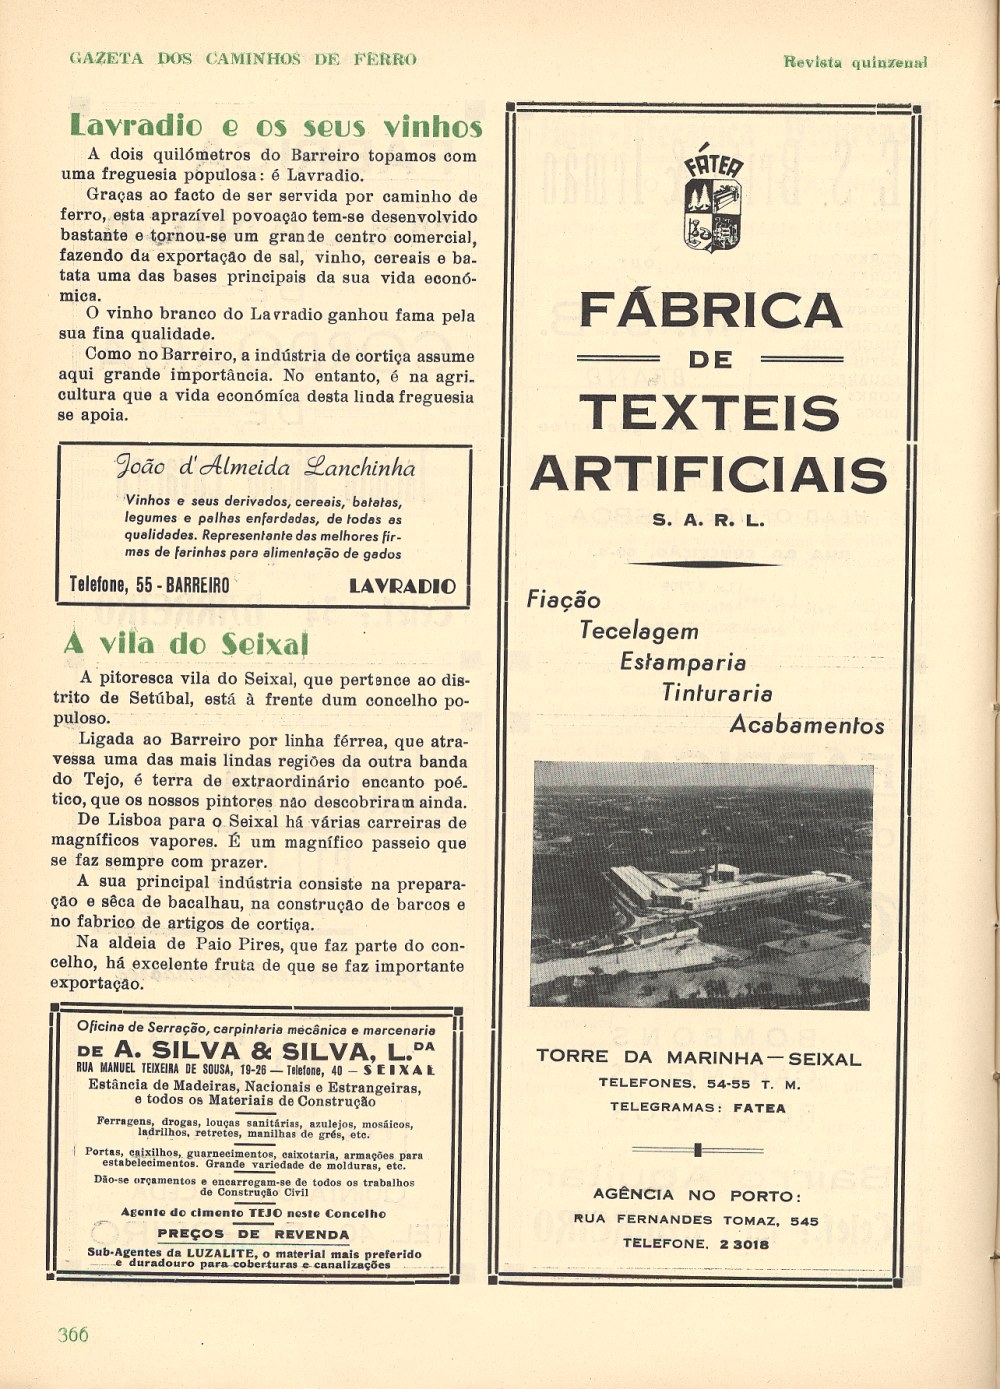 GAZETA DOS CAMINHOS DE FERRO
Revista quinzenal
Lavradio e os seus vinhos
A dois quilómetros do Barreiro topamos com
uma freguesia populosa: é Lavradio.
Graças ao facto de ser servida por caminho de
ferro, esta aprazível povoação tem-se desenvolvido
bastante e tornou-se um grande centro comercial,
fazendo da exportação de sal, vinho, cereais e ba-
tata uma das bases principais da sua vida econó-
mica.
O vinho branco do Lavradio ganhou fama pela
sua fina qualidade.
Como no Barreiro, a indústria de cortiça assume
aqui grande importância. No entanto, é na agri-
cultura que a vida económica desta linda freguesia
se apoia.
João d'Almeida Lanchinha
Vinhos e seus derivados, cereais, batatas,
legumes e palhas enfardadas, de todas as
qualidades. Representante das melhores fir-
mas de farinhas para alimentação de gados
Telefone, 55 - BARREIRO LAVRADIO
A vila do Seixal
A pitoresca vila do Seixal, que pertence ao dis-
trito de Setúbal, está à frente dum concelho po-
puloso.
Ligada ao Barreiro por linha férrea, que atra-
vessa uma das mais lindas regiões da outra banda
do Tejo, é terra de extraordinário encanto poé-
tico, que os nossos pintores não descobriram ainda.
De Lisboa para o Seixal há várias carreiras de
magníficos vapores. É um magnífico passeio que
se faz sempre com prazer.
A sua principal indústria consiste na prepara-
ção e sêca de bacalhau, na construção de barcos e
no fabrico de artigos de cortiça.
Na aldeia de Paio Pires, que faz parte do con-
celho, há excelente fruta de que se faz importante
exportação.
Oficina de Serração, carpintaria mecânica e marcenaria
DE A. SILVA & SILVA, L.DA
RUA MANUEL TEIXEIRA DE SOUSA, 19-26 — Telefone, 40 — SEIXAL
Estância de Madeiras, Nacionais e Estrangeiras,
e todos os Materiais de Construção
Ferragens, drogas, louças sanitárias, azulejos, mosáicos,
ladrilhos, retretes, manilhas de grés, etc.
Portas, caixilhos, guarnecimentos, caixotaria, armações para
estabelecimentos. Grande variedade de molduras, etc.
Dão-se orçamentos e encarregam-se de todos os trabalhos
de Construção Civil
Agente do cimento TEJO neste Concelho
PREÇOS DE REVENDA
Sub-Agentes da LUZALITE, o material mais preferido
e duradouro para coberturas e canalizações
FÁTEA
FÁBRICA
DE
TEXTEIS
ARTIFICIAIS
S. A. R. L.
Fiação
Tecelagem
Estamparia
Tinturaria
Acabamentos
TORRE DA MARINHA — SEIXAL
TELEFONES. 54-55 T. M.
TELEGRAMAS: FATEA
AGÊNCIA NO PORTO:
RUA FERNANDES TOMAZ, 545
TELEFONE. 23018
366